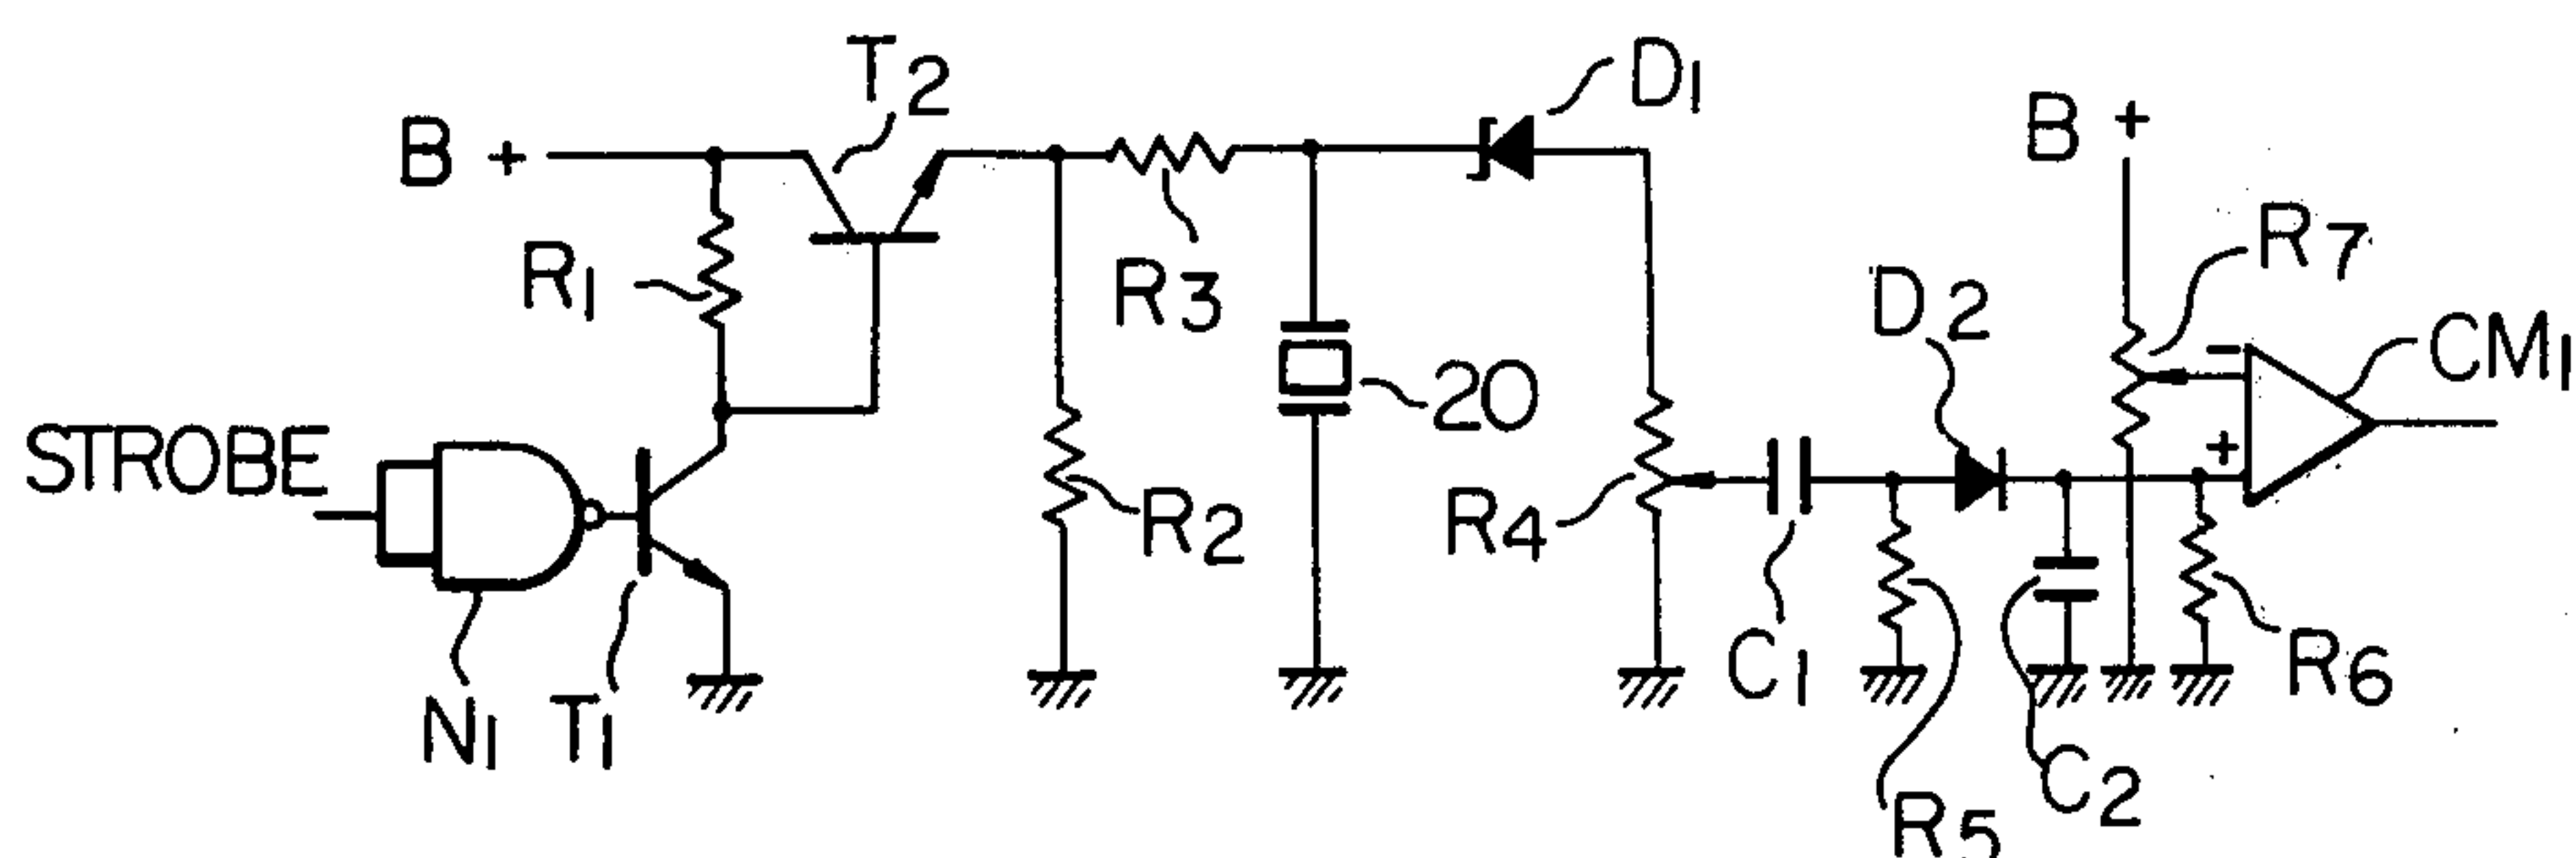 T2
D1
B +
B +
R7
R1
R3
D2
CM1
−
20
+
STROBE
R2
R4
C1
R6
N1
T1
C2
R5